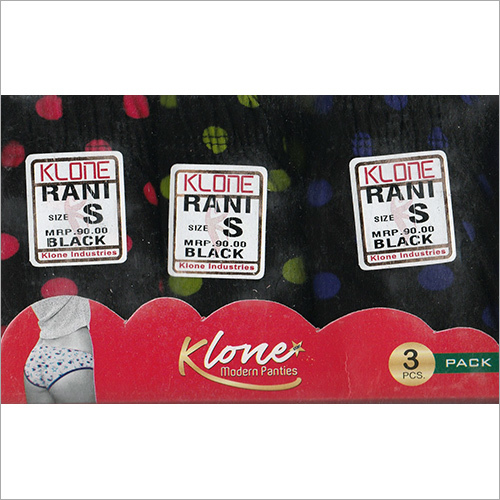 KLONE
RANI
SIZE S
MRP.90.00
BLACK
Klone Industries
KLONE
RANI
SIZE S
MRP.90.00
BLACK
Klone Industries
KLONE
RANI
SIZE S
MRP.90.00
BLACK
Klone Industries
Klone
Modern Panties
3
PCS.
PACK